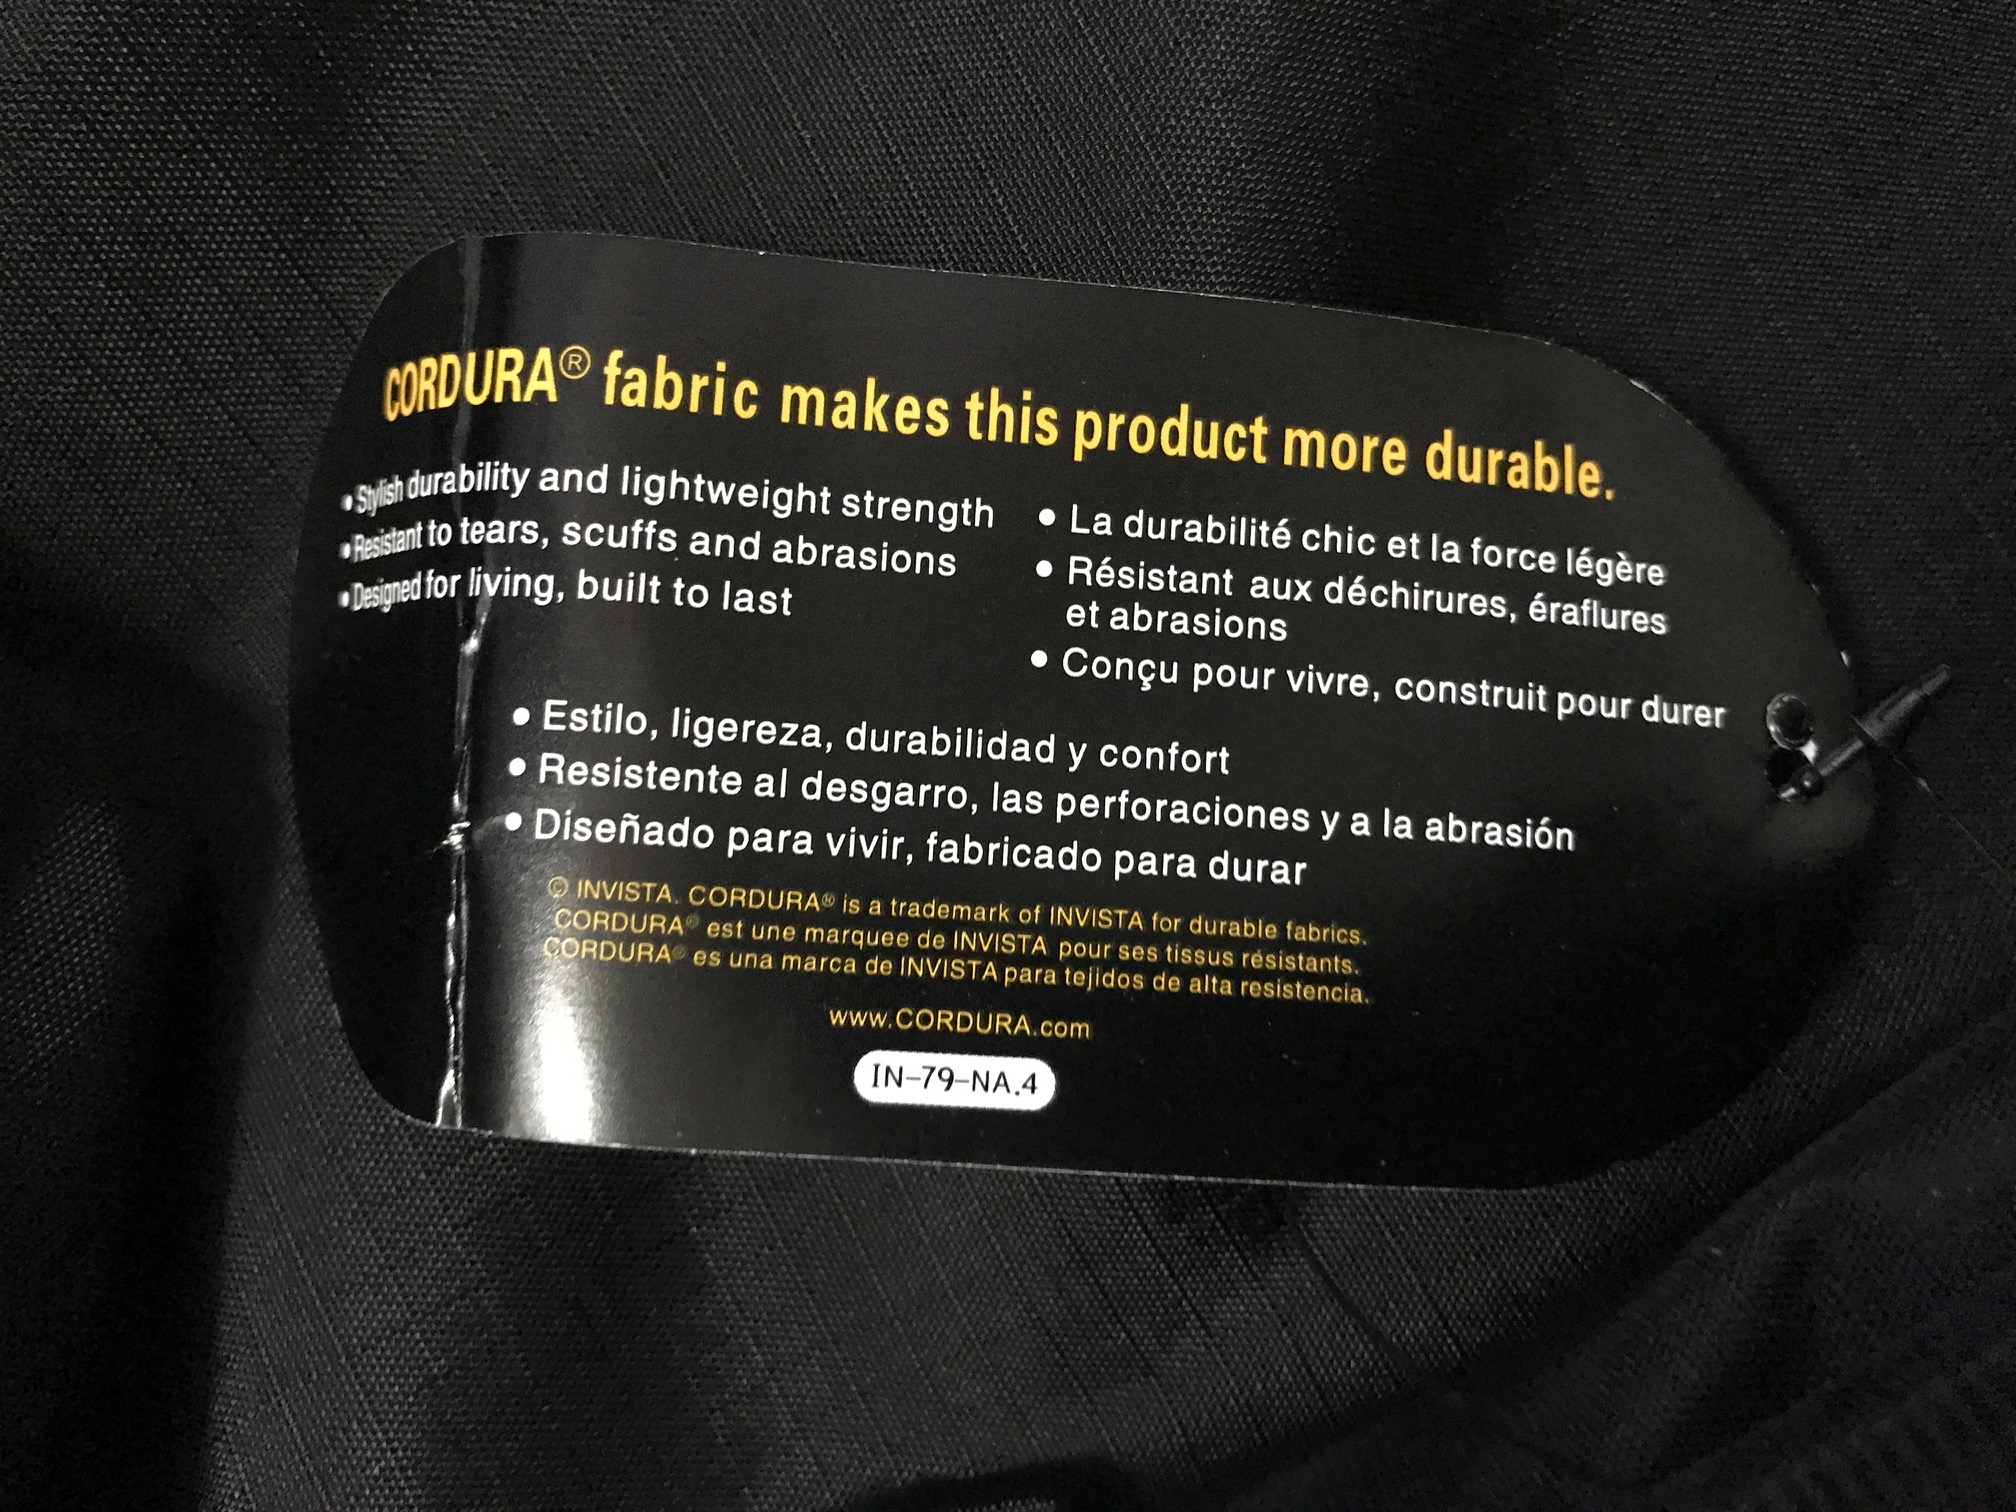 CORDURA® fabric makes this product more durable.
• Stylish durability and lightweight strength
• Resistant to tears, scuffs and abrasions
• Designed for living, built to last
• La durabilité chic et la force légère
• Résistant aux déchirures, éraflures
et abrasions
• Conçu pour vivre, construit pour durer
• Estilo, ligereza, durabilidad y confort
• Resistente al desgarro, las perforaciones y a la abrasión
• Diseñado para vivir, fabricado para durar
© INVISTA. CORDURA® is a trademark of INVISTA for durable fabrics.
CORDURA® est une marquee de INVISTA pour ses tissus résistants.
CORDURA® es una marca de INVISTA para tejidos de alta resistencia.
www.CORDURA.com
IN-79-NA.4